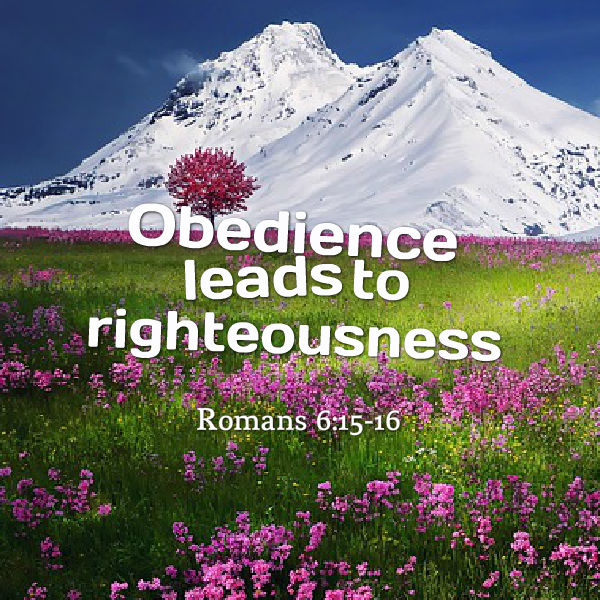 Obedience
leads to
righteousness
Romans 6:15-16